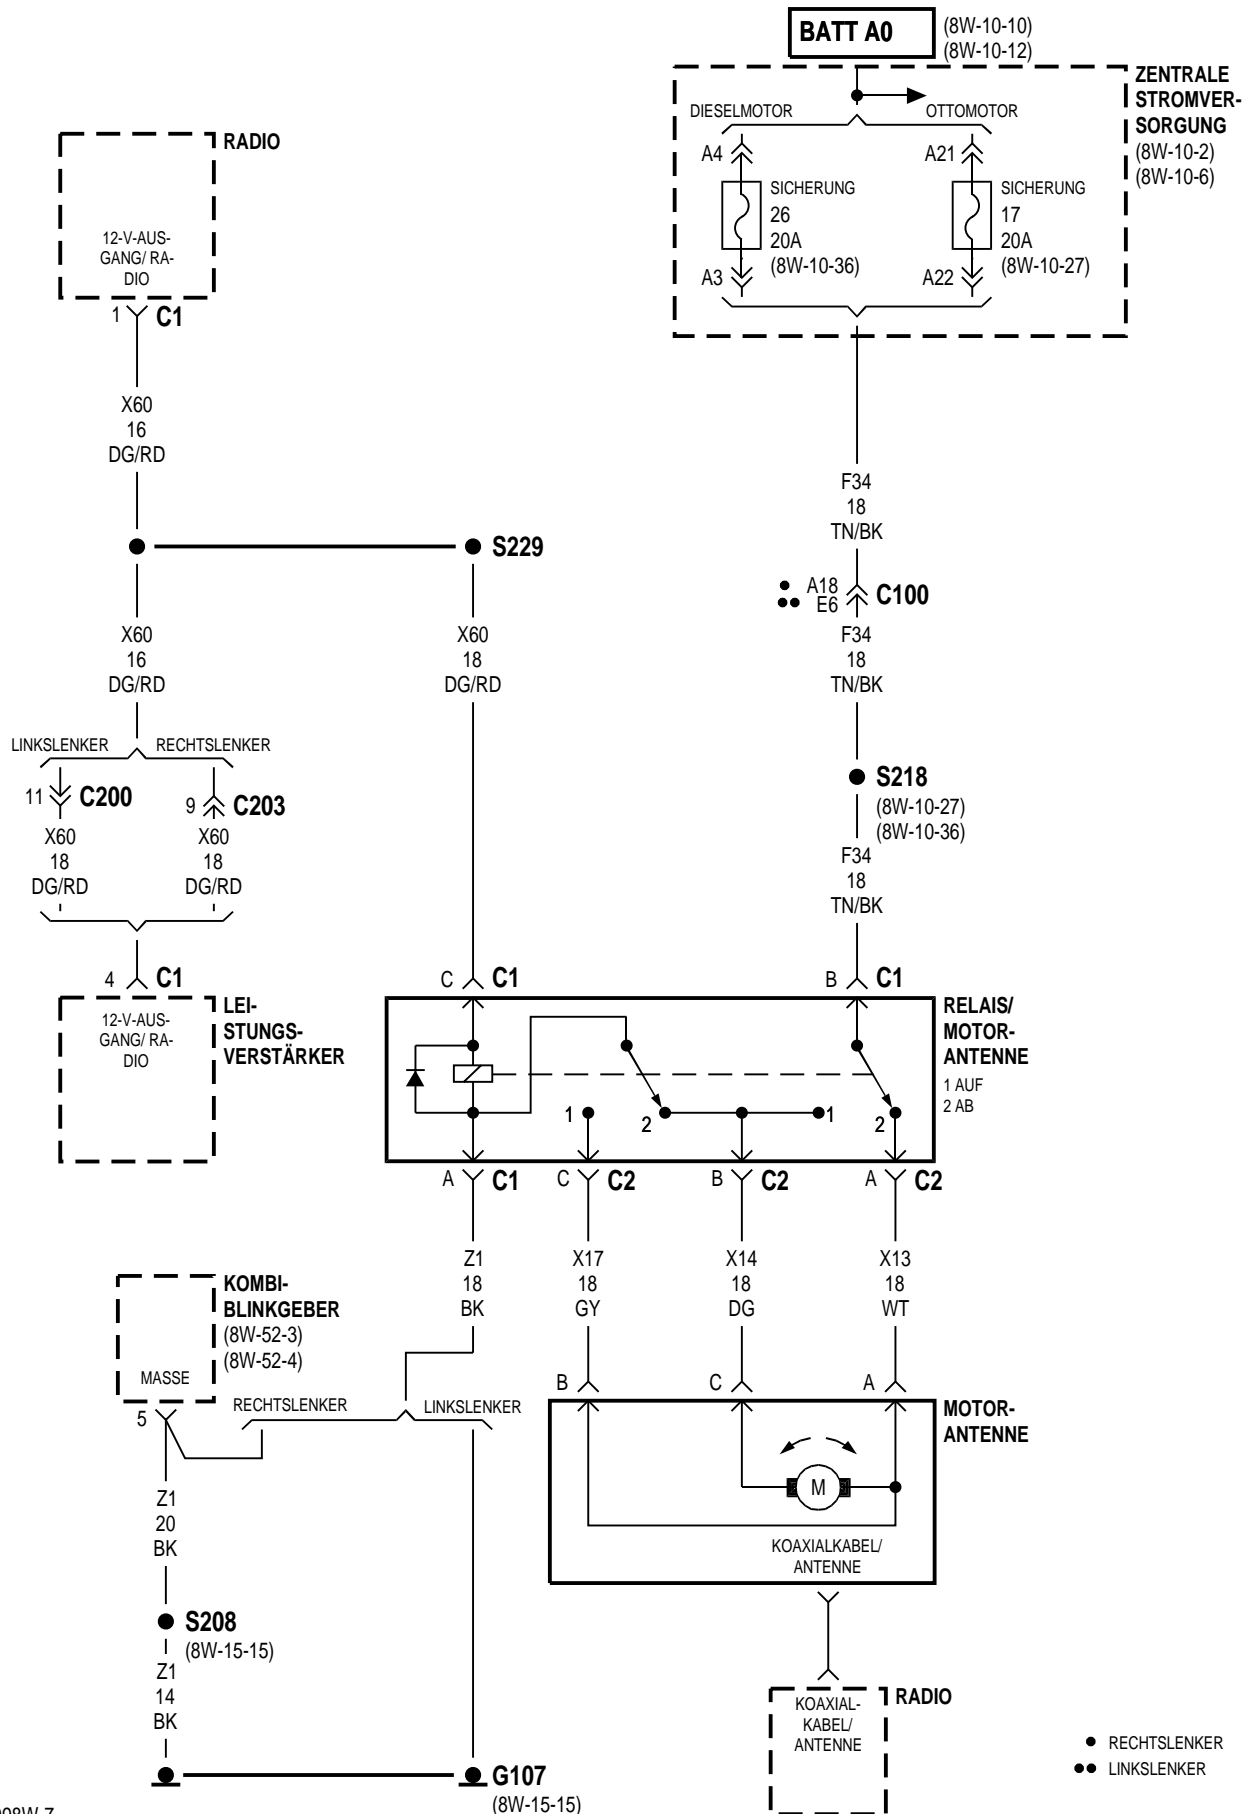 BATT A0
(8W-10-10)
(8W-10-12)
ZENTRALE
STROMVER-
SORGUNG
(8W-10-2)
(8W-10-6)
DIESELMOTOR
OTTOMOTOR
A4
A21
SICHERUNG
26
20A
(8W-10-36)
SICHERUNG
17
20A
(8W-10-27)
A3
A22
RADIO
12-V-AUS-
GANG/ RA-
DIO
1
C1
X60
16
DG/RD
F34
18
TN/BK
S229
A18
E6
C100
X60
16
DG/RD
X60
18
DG/RD
F34
18
TN/BK
LINKSLENKER
RECHTSLENKER
11
C200
9
C203
S218
(8W-10-27)
(8W-10-36)
X60
18
DG/RD
X60
18
DG/RD
F34
18
TN/BK
4
C1
C
C1
B
C1
12-V-AUS-
GANG/ RA-
DIO
LEI-
STUNGS-
VERSTÄRKER
RELAIS/
MOTOR-
ANTENNE
1 AUF
2 AB
1
2
1
2
A
C1
C
C2
B
C2
A
C2
Z1
18
BK
X17
18
GY
X14
18
DG
X13
18
WT
KOMBI-
BLINKGEBER
(8W-52-3)
(8W-52-4)
MASSE
5
RECHTSLENKER
LINKSLENKER
B
C
A
MOTOR-
ANTENNE
M
KOAXIALKABEL/
ANTENNE
Z1
20
BK
S208
(8W-15-15)
Z1
14
BK
G107
(8W-15-15)
RADIO
KOAXIAL-
KABEL/
ANTENNE
RECHTSLENKER
LINKSLENKER